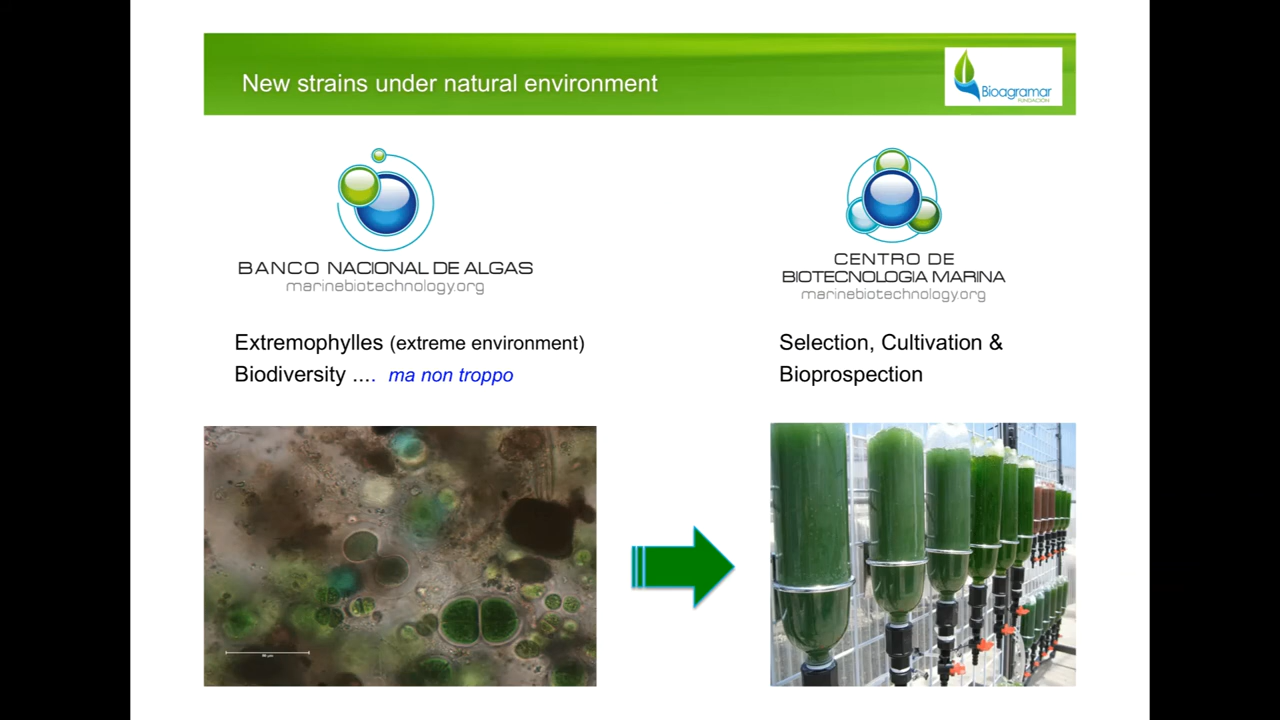 New strains under natural environment
Bioagramar
FUNDACIÓN
BANCO NACIONAL DE ALGAS
marinebiotechnology.org
CENTRO DE
BIOTECNOLOGIA MARINA
marinebiotechnology.org
Extremophylles (extreme environment)
Biodiversity .... ma non troppo
Selection, Cultivation &
Bioprospection